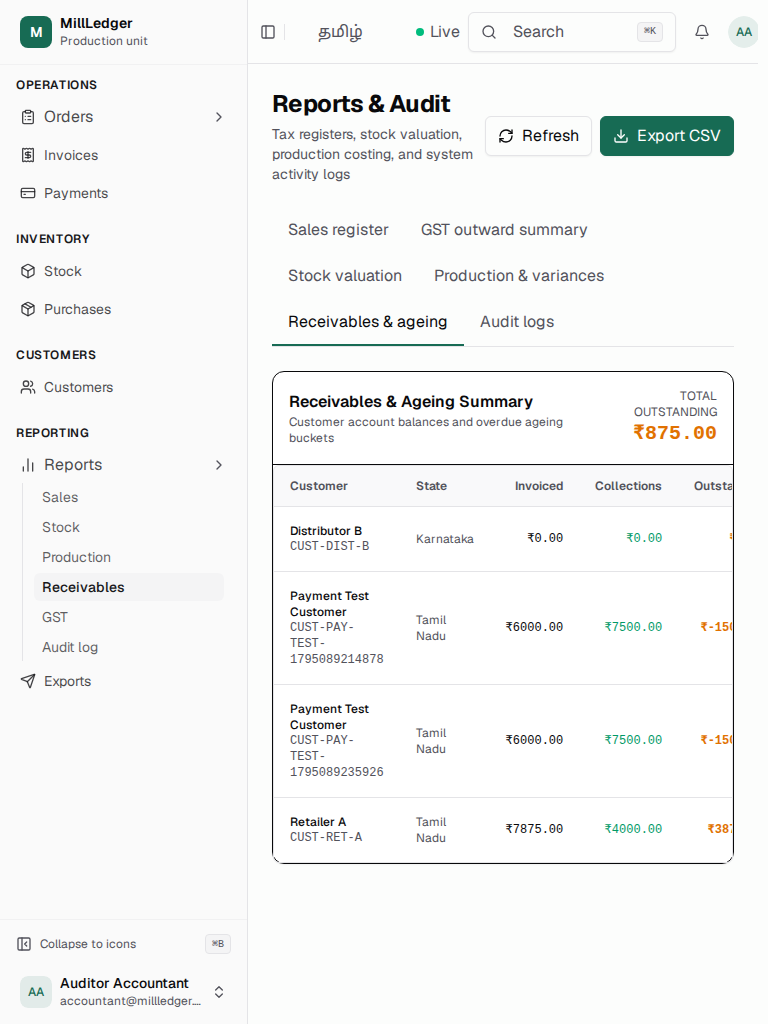 M
MillLedger
Production unit
OPERATIONS
Orders
Invoices
Payments
INVENTORY
Stock
Purchases
CUSTOMERS
Customers
REPORTING
Reports
Sales
Stock
Production
Receivables
GST
Audit log
Exports
Collapse to icons
⌘B
AA
Auditor Accountant
accountant@millledger....
தமிழ்
Live
Search
⌘K
AA
Reports & Audit
Tax registers, stock valuation,
production costing, and system
activity logs
Refresh
Export CSV
Sales register
GST outward summary
Stock valuation
Production & variances
Receivables & ageing
Audit logs
Receivables & Ageing Summary
Customer account balances and overdue ageing
buckets
TOTAL
OUTSTANDING
₹875.00
Customer State Invoiced Collections Outsta
Distributor B
CUST-DIST-B
Karnataka ₹0.00 ₹0.00
Payment Test
Customer
CUST-PAY-
TEST-
1795089214878
Tamil
Nadu
₹6000.00 ₹7500.00 ₹-150
Payment Test
Customer
CUST-PAY-
TEST-
1795089235926
Tamil
Nadu
₹6000.00 ₹7500.00 ₹-150
Retailer A
CUST-RET-A
Tamil
Nadu
₹7875.00 ₹4000.00 ₹387